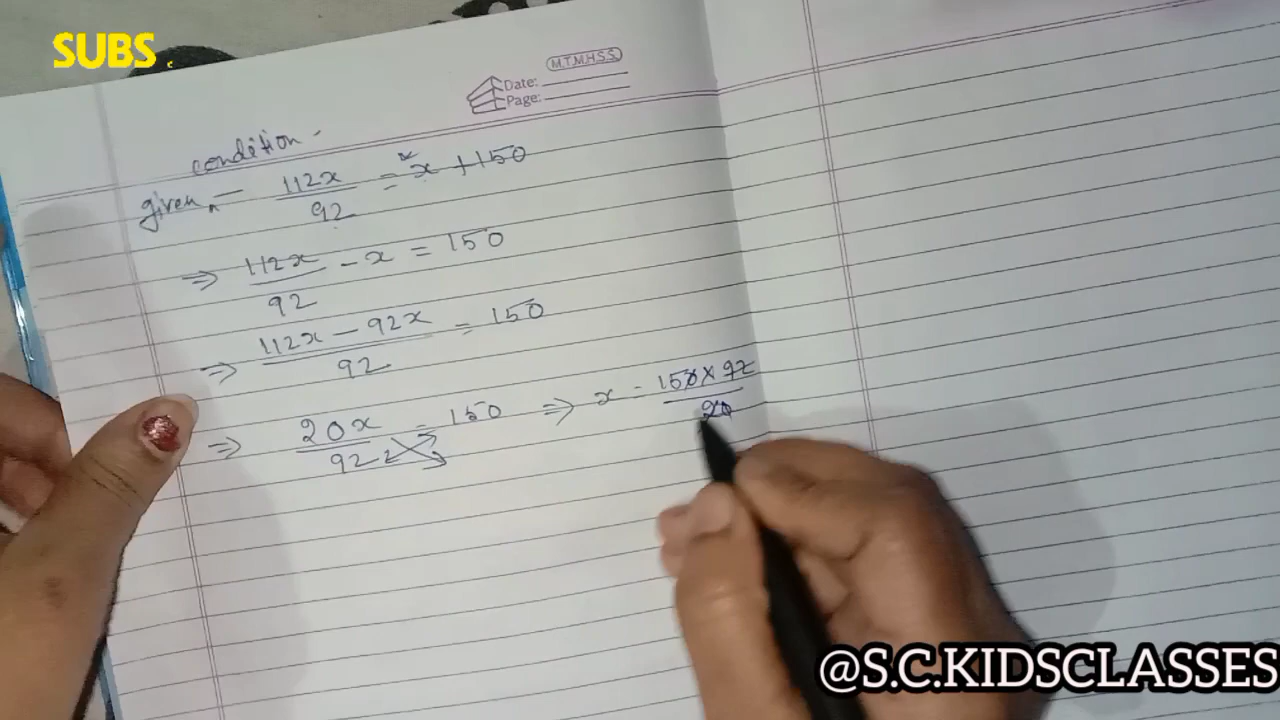 SUBS
M.T.M.H.S.S.
Date:
Page:
condition -
given - 112x/92 = x + 150
⇒ 112x/92 - x = 150
⇒ 112x - 92x/92 = 150
⇒ 20x/92 = 150 ⇒ x = 150 × 92/20
@S.C.KIDSCLASSES